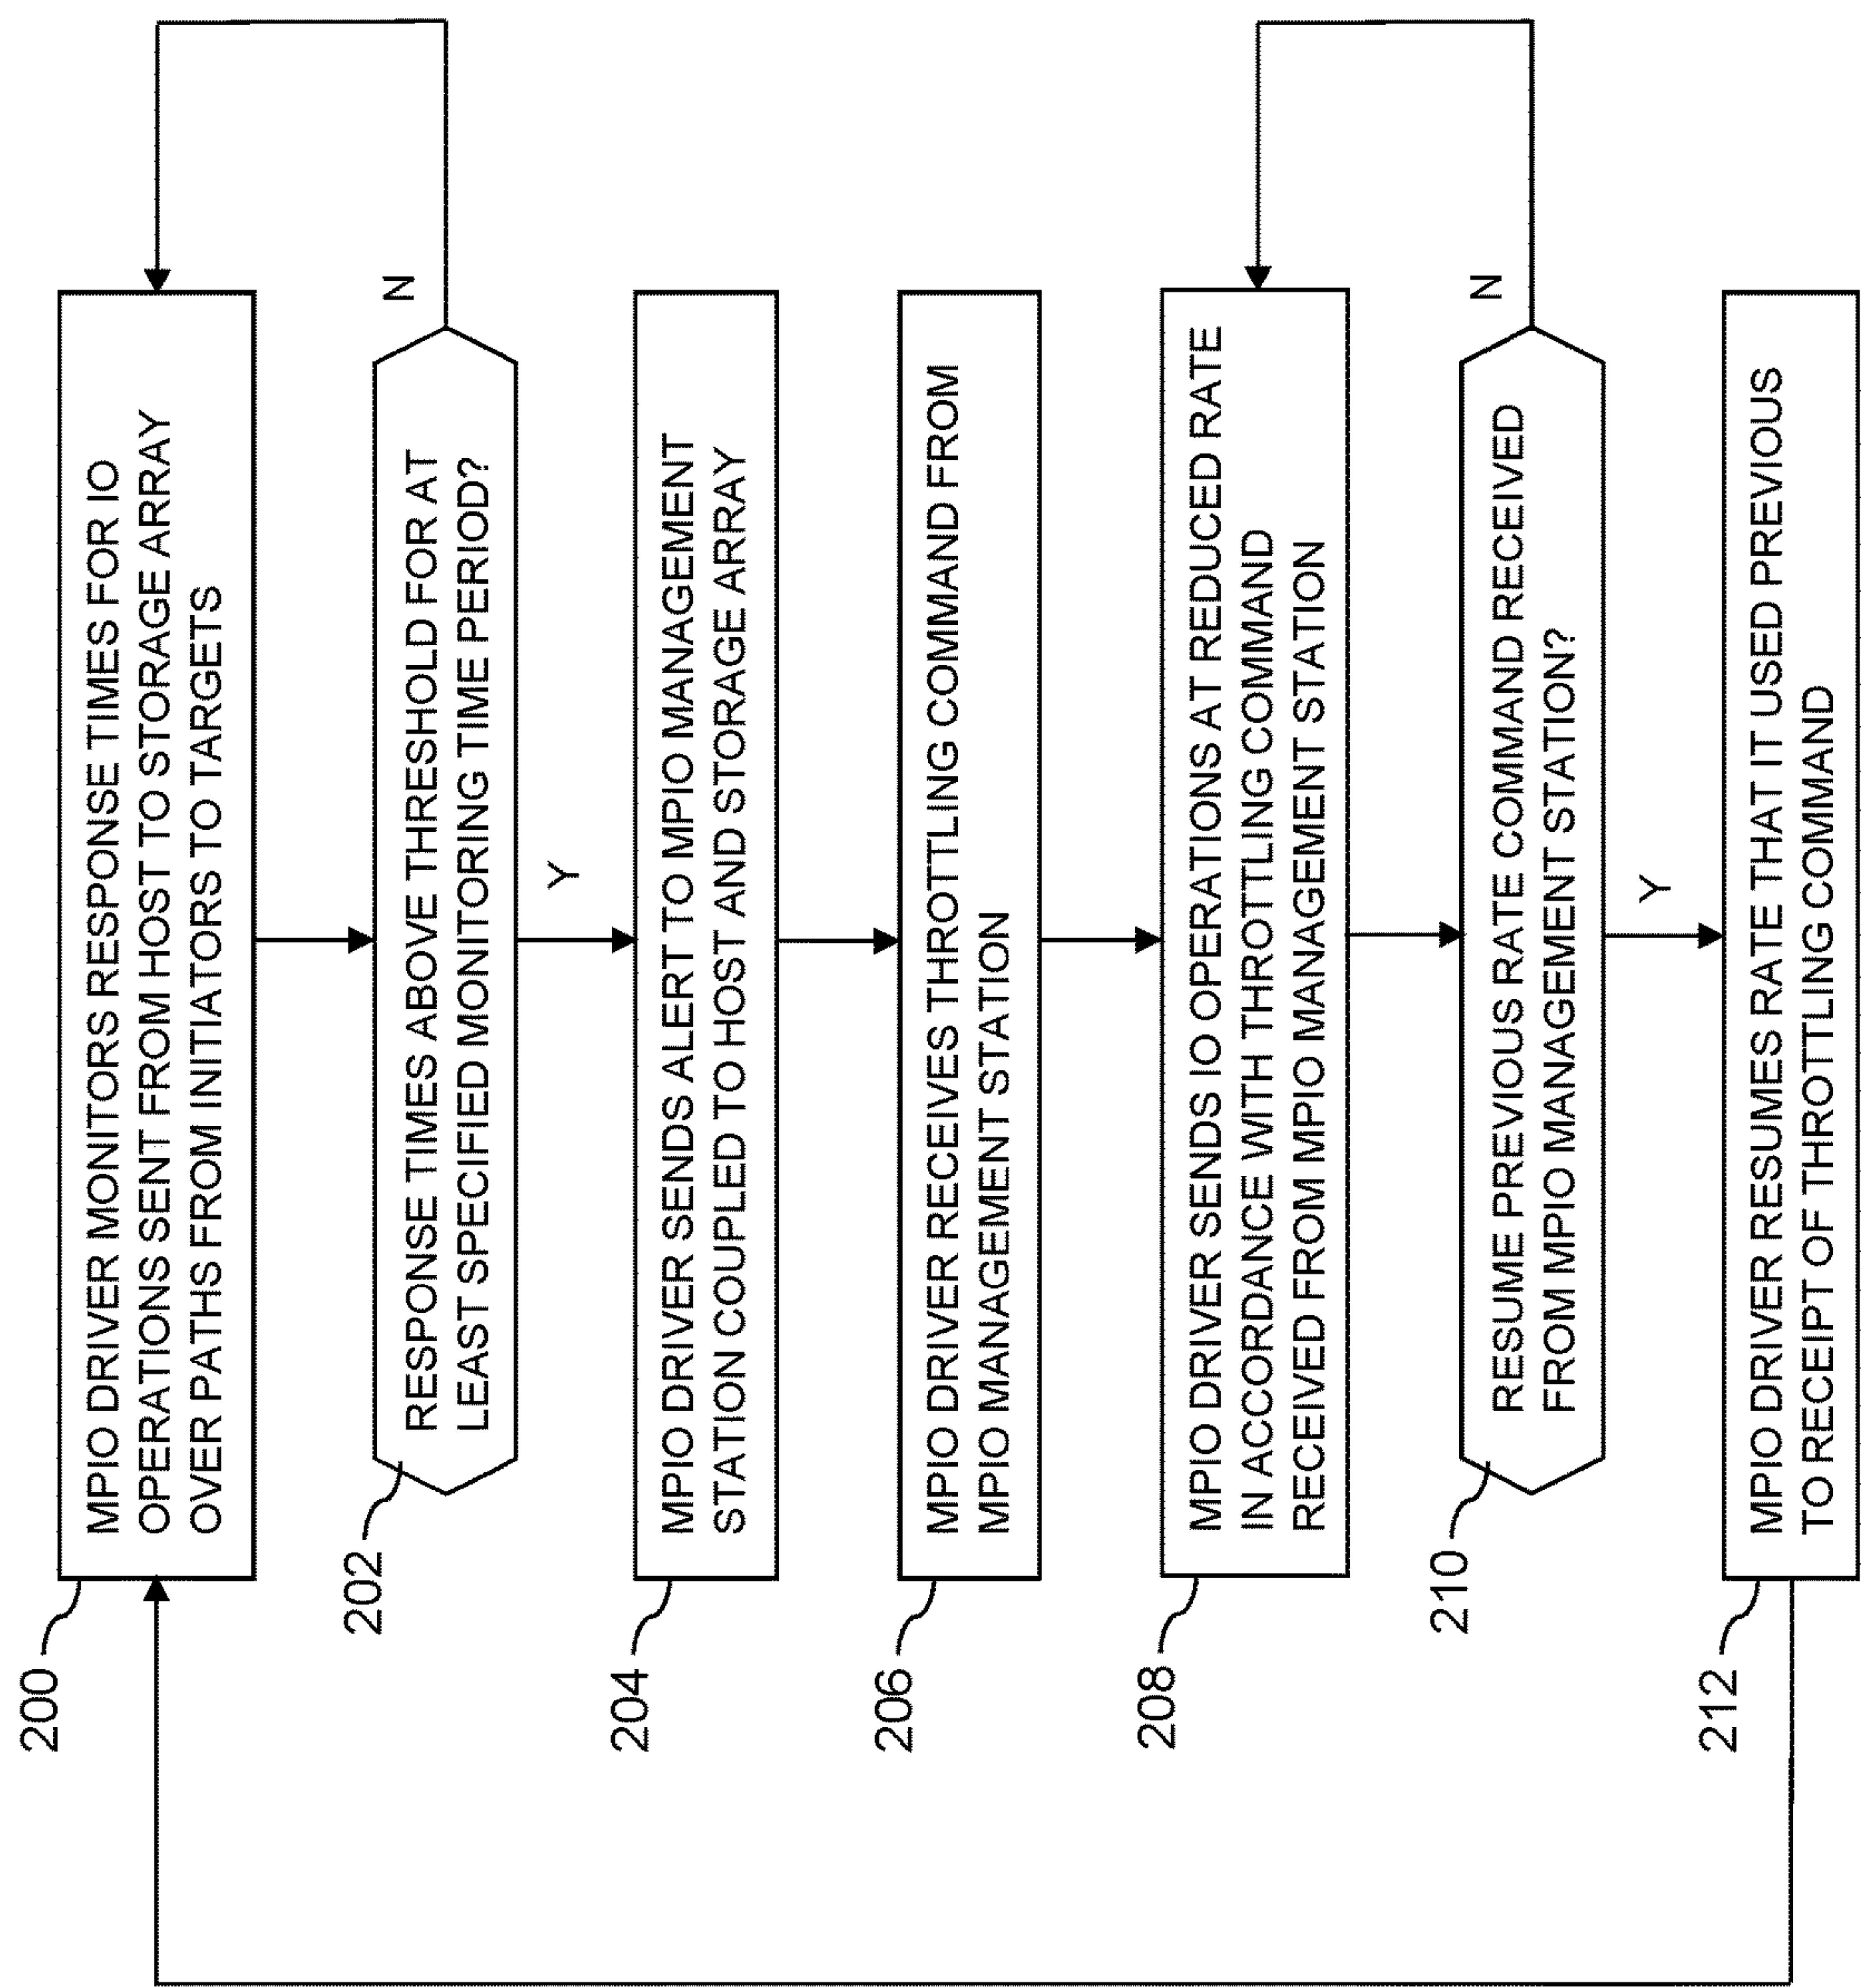 200
MPIO DRIVER MONITORS RESPONSE TIMES FOR IO
OPERATIONS SENT FROM HOST TO STORAGE ARRAY
OVER PATHS FROM INITIATORS TO TARGETS
202
RESPONSE TIMES ABOVE THRESHOLD FOR AT
LEAST SPECIFIED MONITORING TIME PERIOD?
N
Y
204
MPIO DRIVER SENDS ALERT TO MPIO MANAGEMENT
STATION COUPLED TO HOST AND STORAGE ARRAY
206
MPIO DRIVER RECEIVES THROTTLING COMMAND FROM
MPIO MANAGEMENT STATION
208
MPIO DRIVER SENDS IO OPERATIONS AT REDUCED RATE
IN ACCORDANCE WITH THROTTLING COMMAND
RECEIVED FROM MPIO MANAGEMENT STATION
210
RESUME PREVIOUS RATE COMMAND RECEIVED
FROM MPIO MANAGEMENT STATION?
N
Y
212
MPIO DRIVER RESUMES RATE THAT IT USED PREVIOUS
TO RECEIPT OF THROTTLING COMMAND